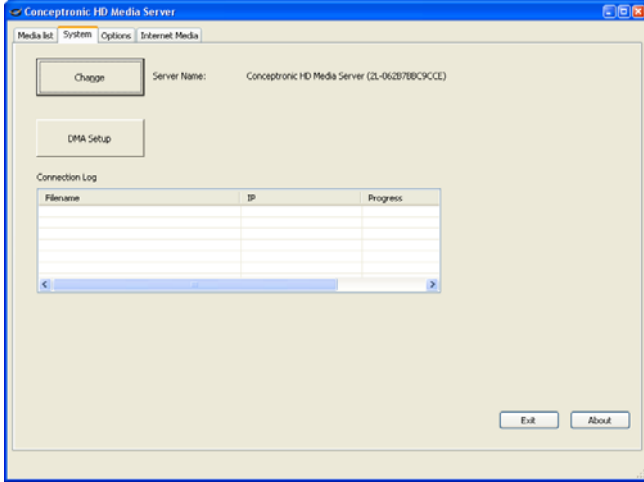 Conceptronic HD Media Server
Media list System Options Internet Media
Change Server Name: Conceptronic HD Media Server (2L-062B7BBC9CCE)
DMA Setup
Connection Log
Filename IP Progress
Exit About